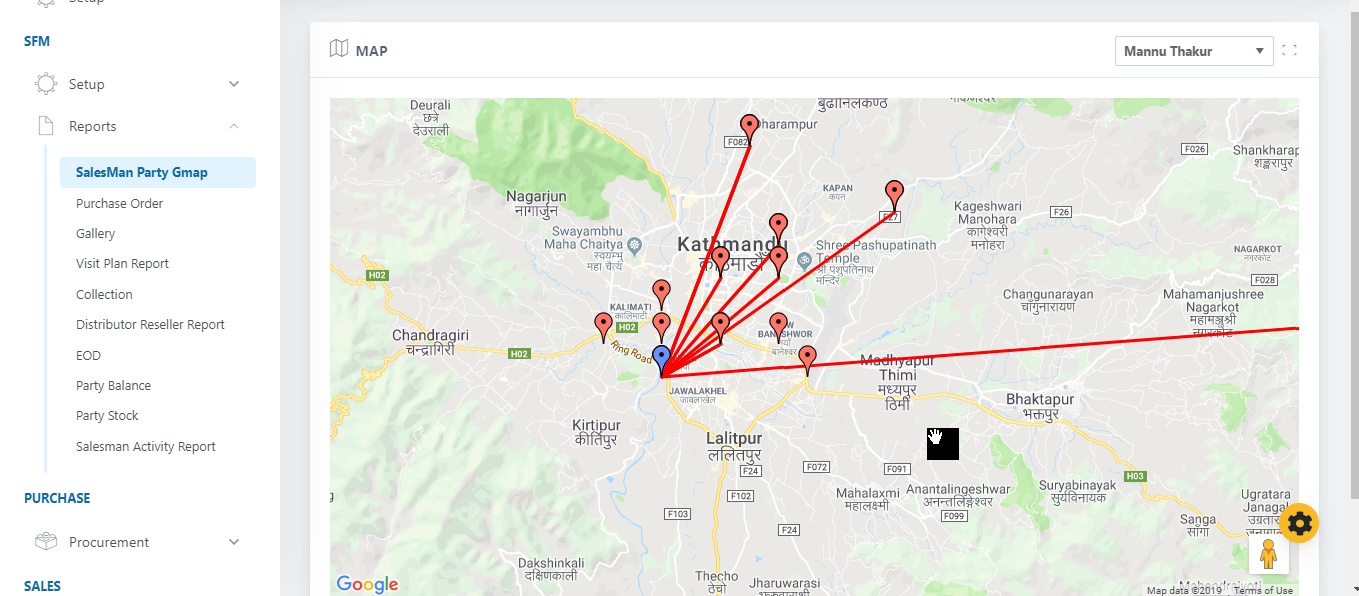 Setup
SFM
Setup
Reports
SalesMan Party Gmap
Purchase Order
Gallery
Visit Plan Report
Collection
Distributor Reseller Report
EOD
Party Balance
Party Stock
Salesman Activity Report
PURCHASE
Procurement
SALES
MAP
Mannu Thakur
Deurali
छत्रे
देउराली
बुढानिलकण्ठ
Dharampur
F082
F026
Shankharap
शङ्खरापुर
Nagarjun
नागार्जुन
KAPAN
कपन
F27
Kageshwari
Manohara
कागेश्वरी
मनोहरा
F26
Swayambhu
Maha Chaitya
स्वयम्भु
महा चैत्य
Kathmandu
काठमाडौं
Shree Pashupatinath
Temple
श्री पशुपतिनाथ
मन्दिर
NAGARKOT
नगरकोट
F028
H02
KALIMATI
कालिमाटी
H02
Changunarayan
चाँगुनारायण
Mahamanjushree
Nagarkot
महामञ्जुश्री
नगरकोट
Chandragiri
चन्द्रागिरी
H02
Ring Road
BANESHWOR
बानेश्वर
Madhyapur
Thimi
मध्यपुर
ठिमी
JAWALAKHEL
जावलाखेल
Bhaktapur
भक्तपुर
Kirtipur
कीर्तिपुर
Lalitpur
ललितपुर
F24
F072
F091
H03
F102
Mahalaxmi
महालक्ष्मी
Anantalingeshwar
अनन्तलिङ्गेश्वर
Suryabinayak
सुर्यविनायक
F103
F099
F24
Sanga
साँगा
Ugratara
Janagal
Dakshinkali
दक्षिणकाली
Thecho
ठेचो
Jharuwarasi
झरुवाराशी
Google
Map data ©2019
Terms of Use